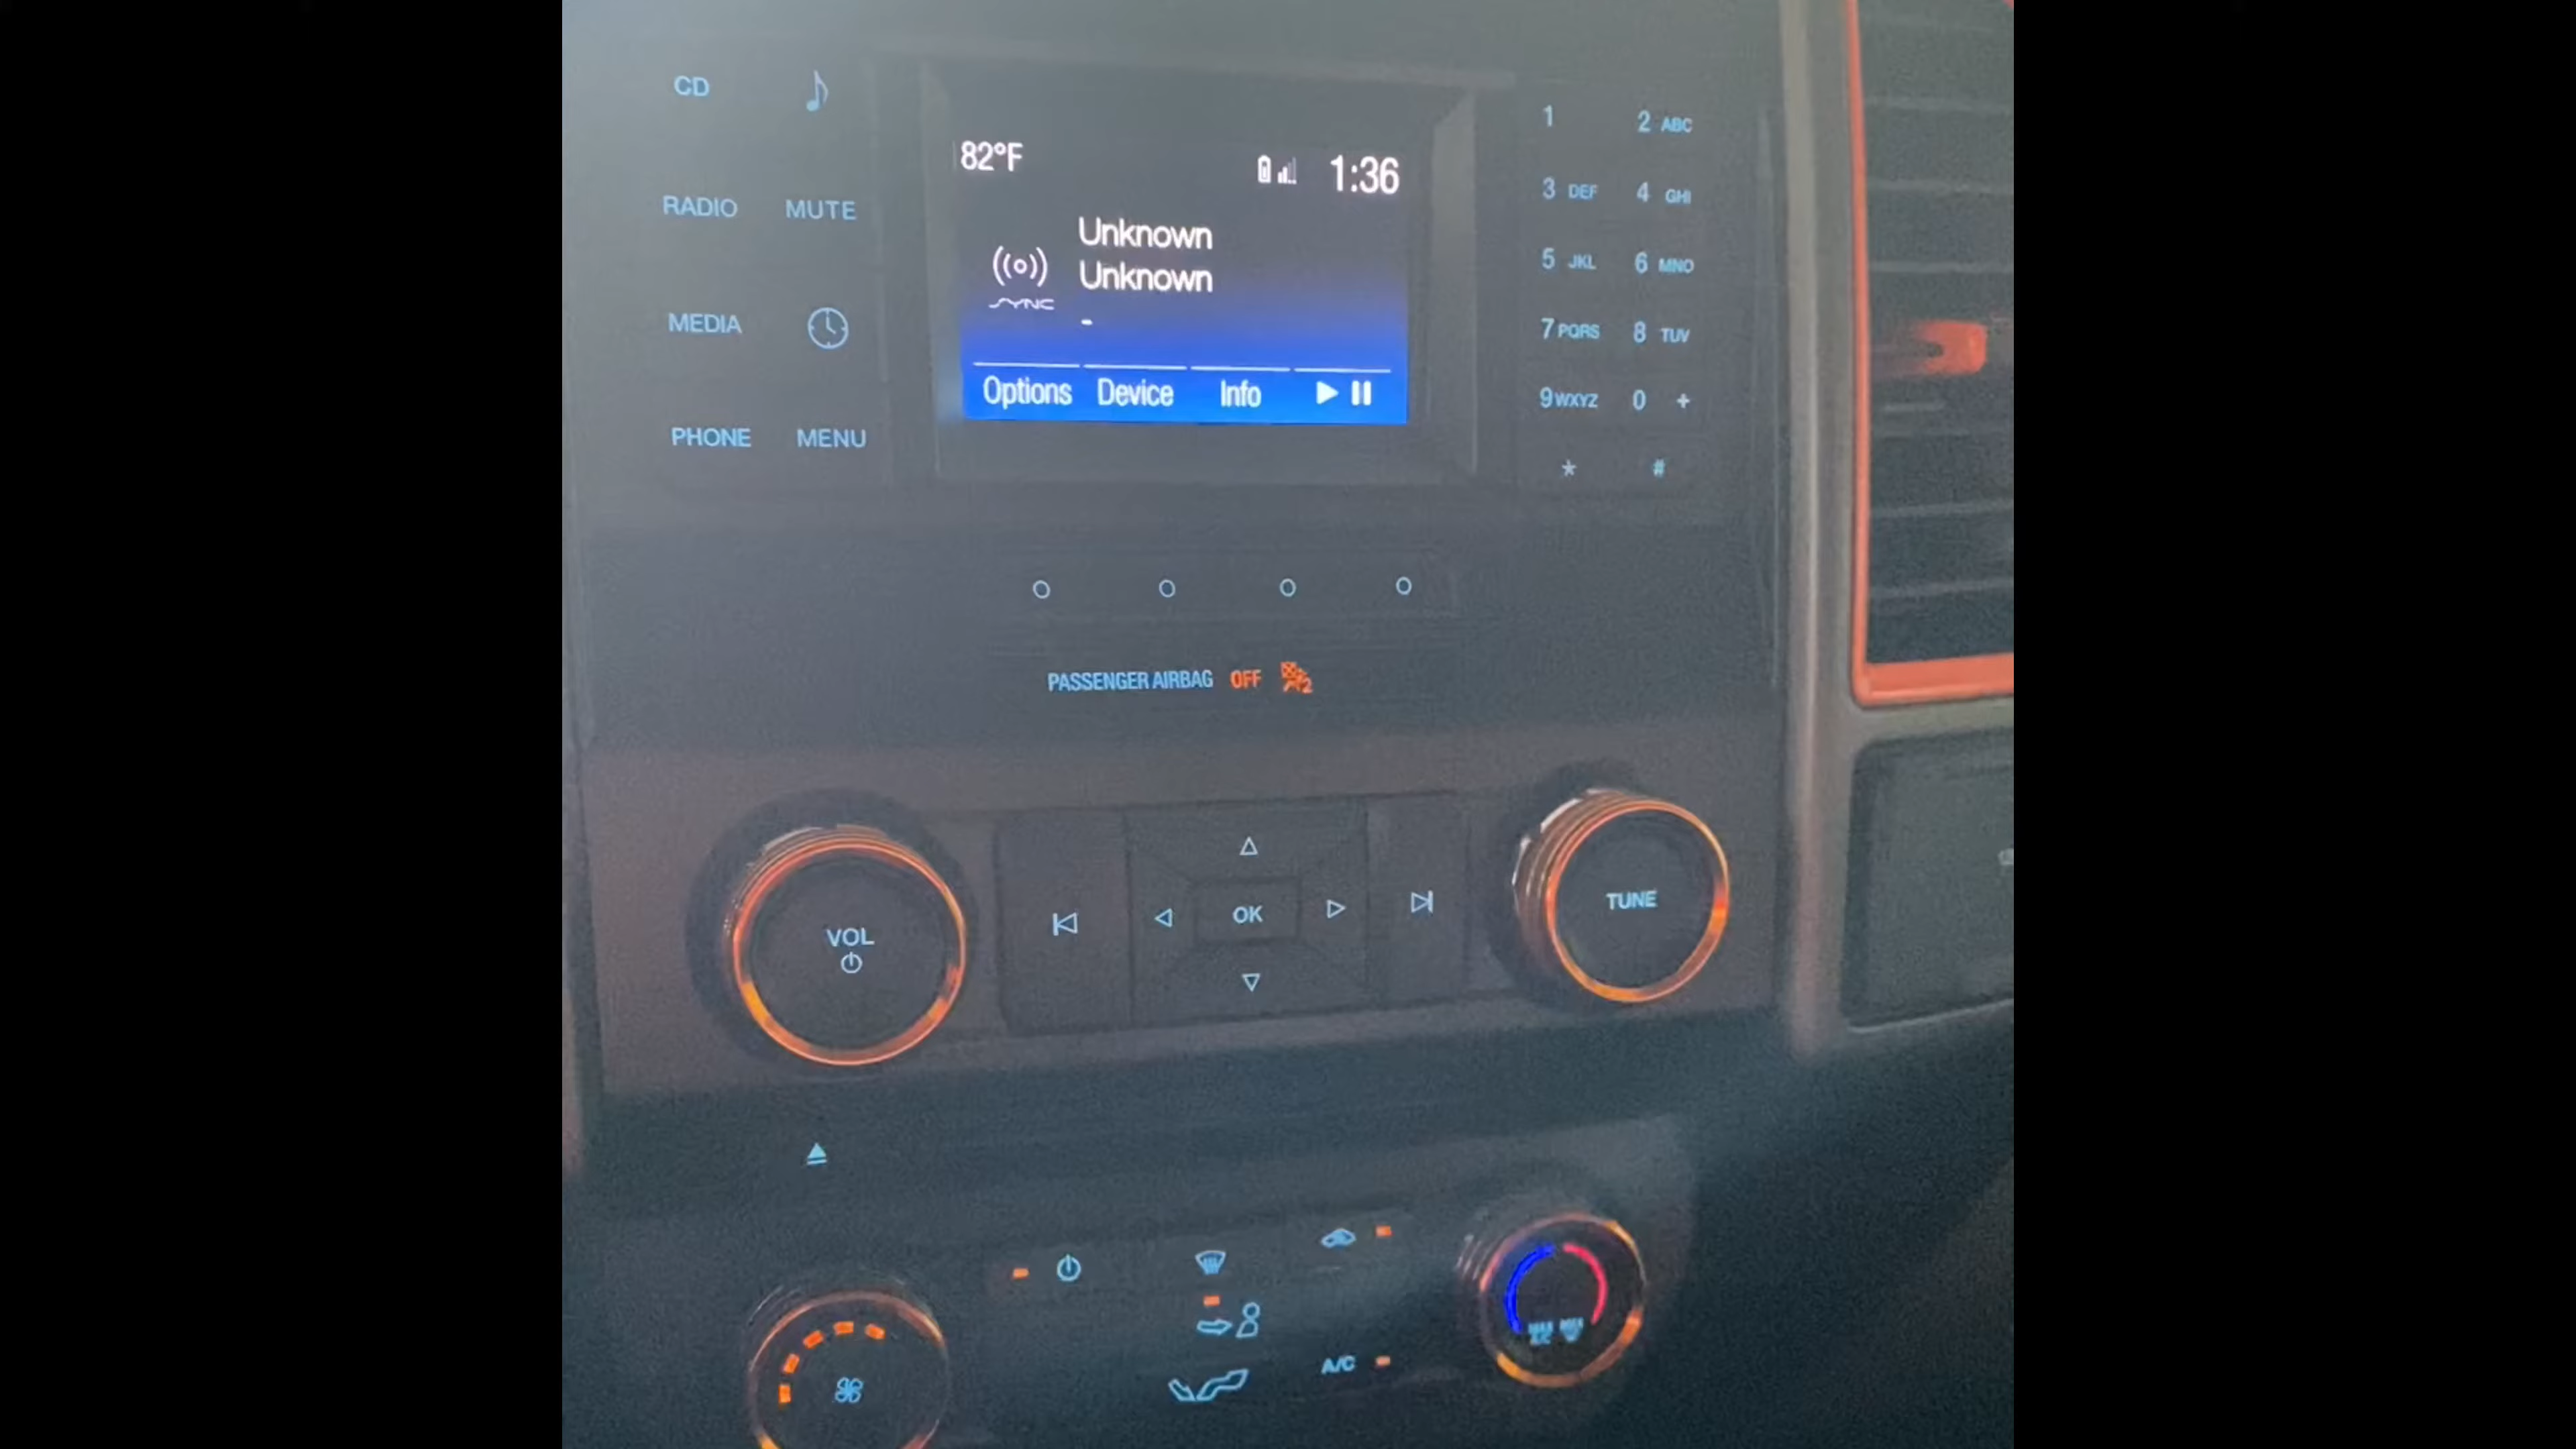 CD
82°F 1:36
1 2 ABC
3 DEF 4 GHI
RADIO MUTE
Unknown
Unknown
SYNC
-
5 JKL 6 MNO
MEDIA
7 PQRS 8 TUV
Options Device Info
9 WXYZ 0 +
PHONE MENU
* #
PASSENGER AIRBAG OFF 2
VOL
OK
TUNE
A/C